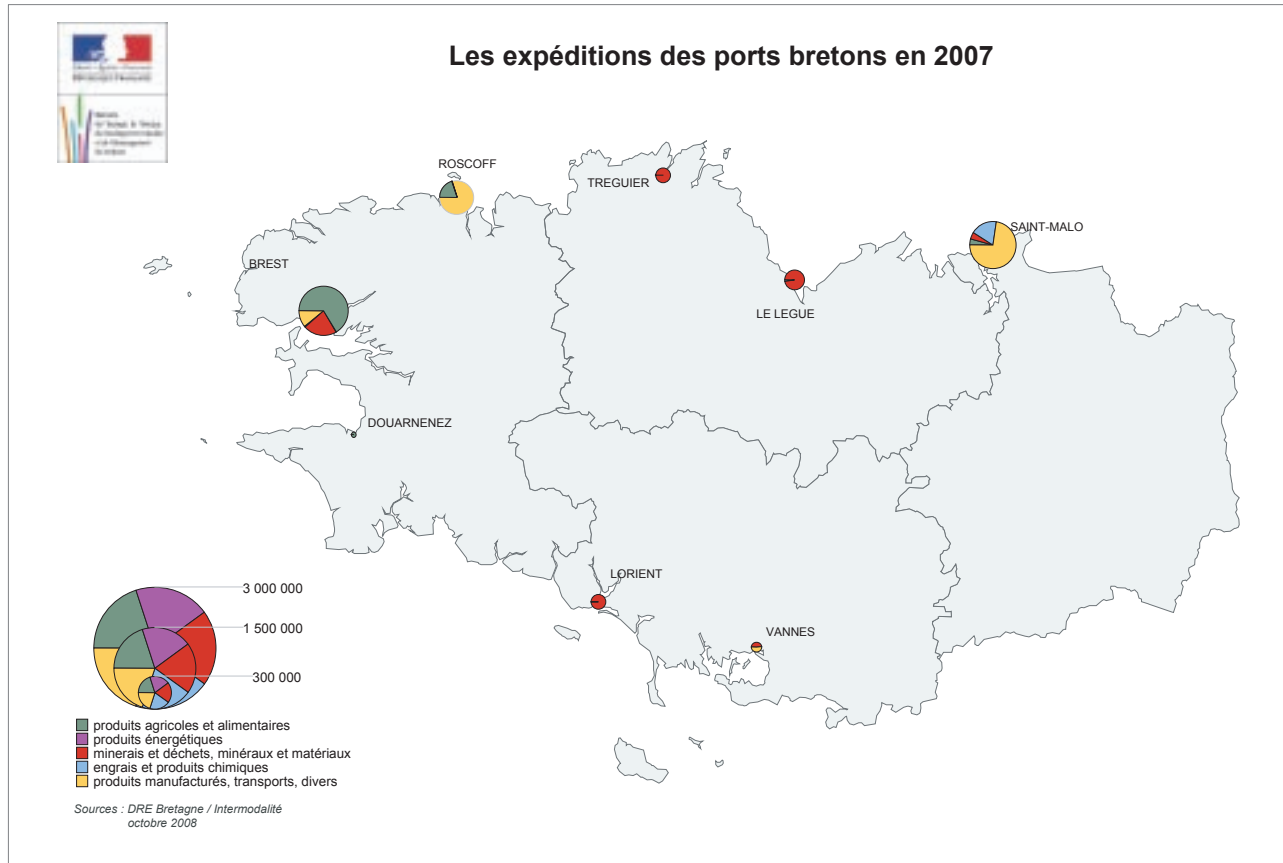 Les expéditions des ports bretons en 2007
ROSCOFF
TREGUIER
SAINT-MALO
BREST
LE LEGUE
DOUARNENEZ
LORIENT
VANNES
3 000 000
1 500 000
300 000
produits agricoles et alimentaires
produits énergétiques
minerais et déchets, minéraux et matériaux
engrais et produits chimiques
produits manufacturés, transports, divers
Sources : DRE Bretagne / Intermodalité
octobre 2008